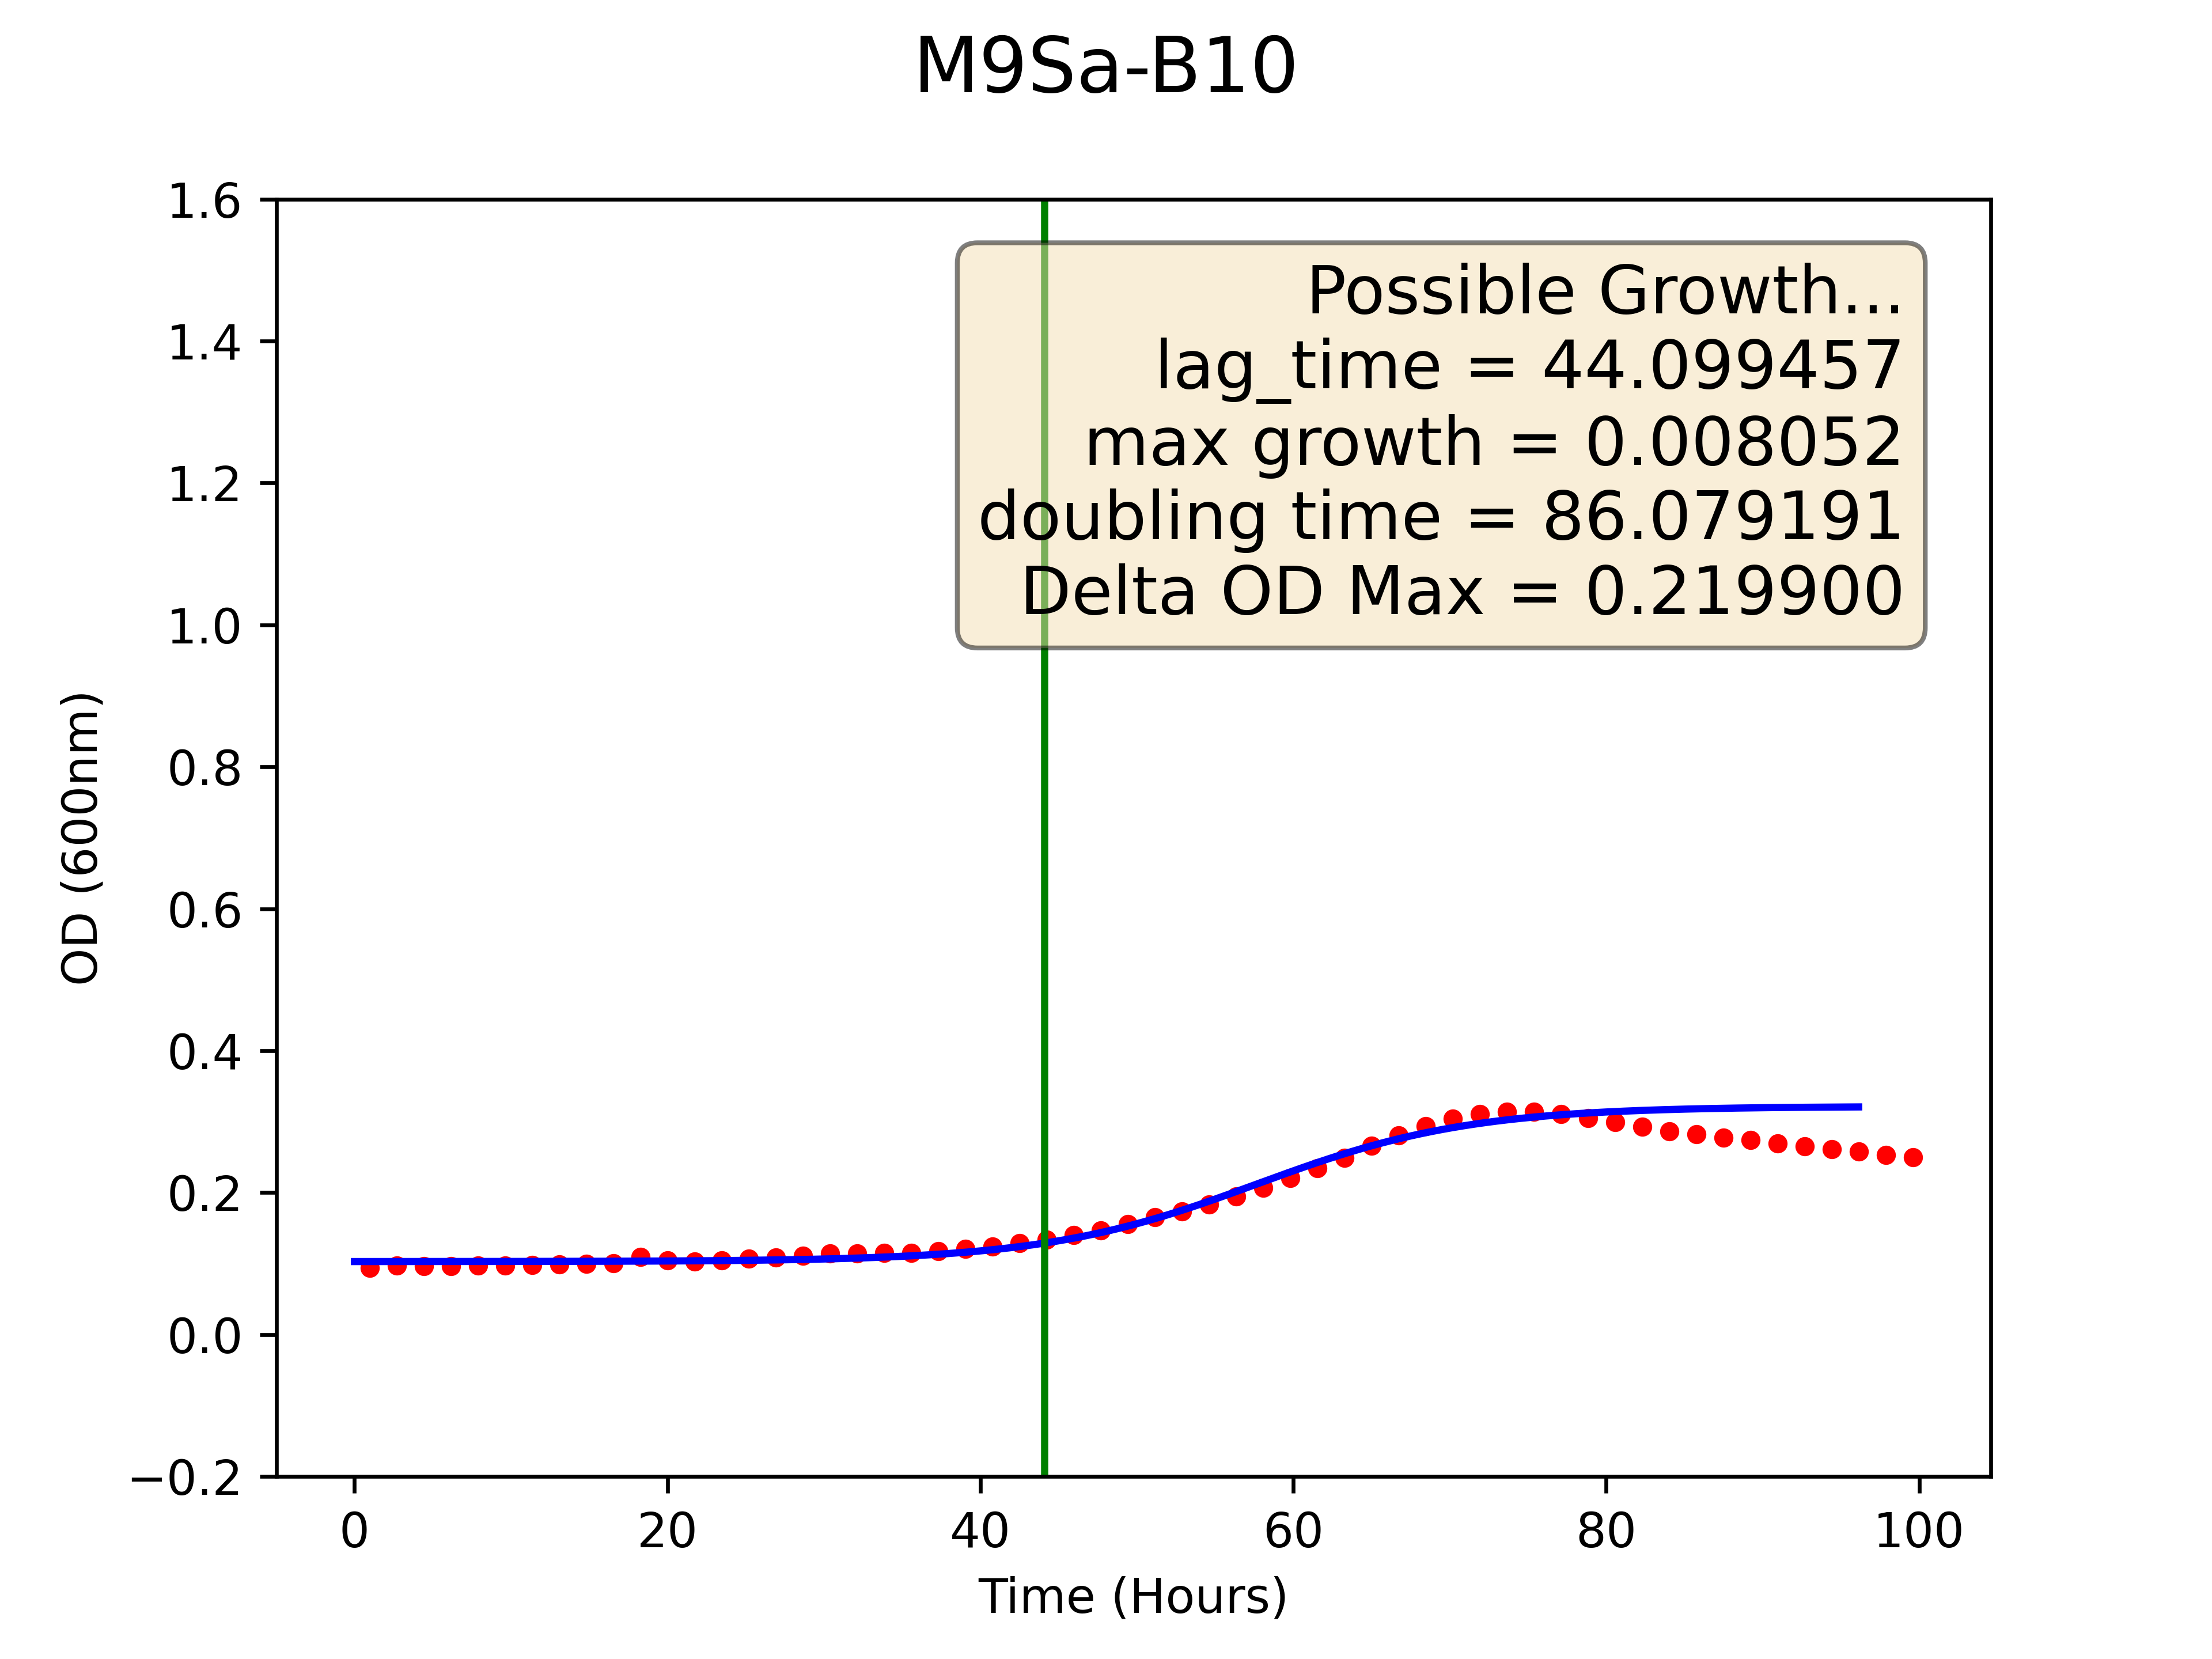 M9Sa-B10
Possible Growth...
lag_time = 44.099457
max growth = 0.008052
doubling time = 86.079191
Delta OD Max = 0.219900
1.6
1.4
1.2
1.0
0.8
0.6
0.4
0.2
0.0
−0.2
OD (600nm)
0 20 40 60 80 100
Time (Hours)